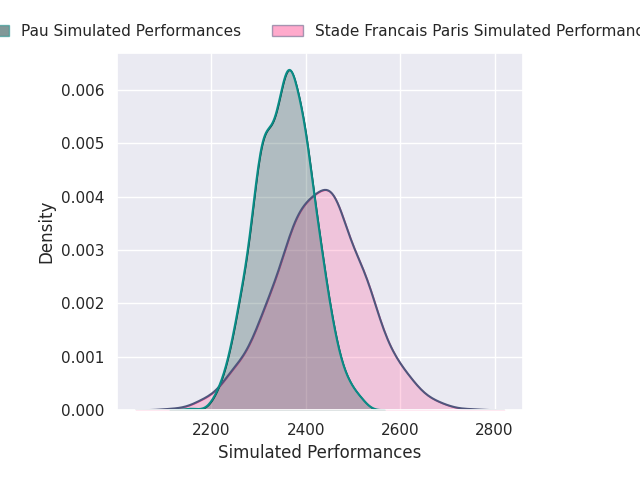 Pau Simulated Performances
Stade Francais Paris Simulated Performanc
0.006
0.005
0.004
0.003
0.002
0.001
0.000
Density
2200 2400 2600 2800
Simulated Performances